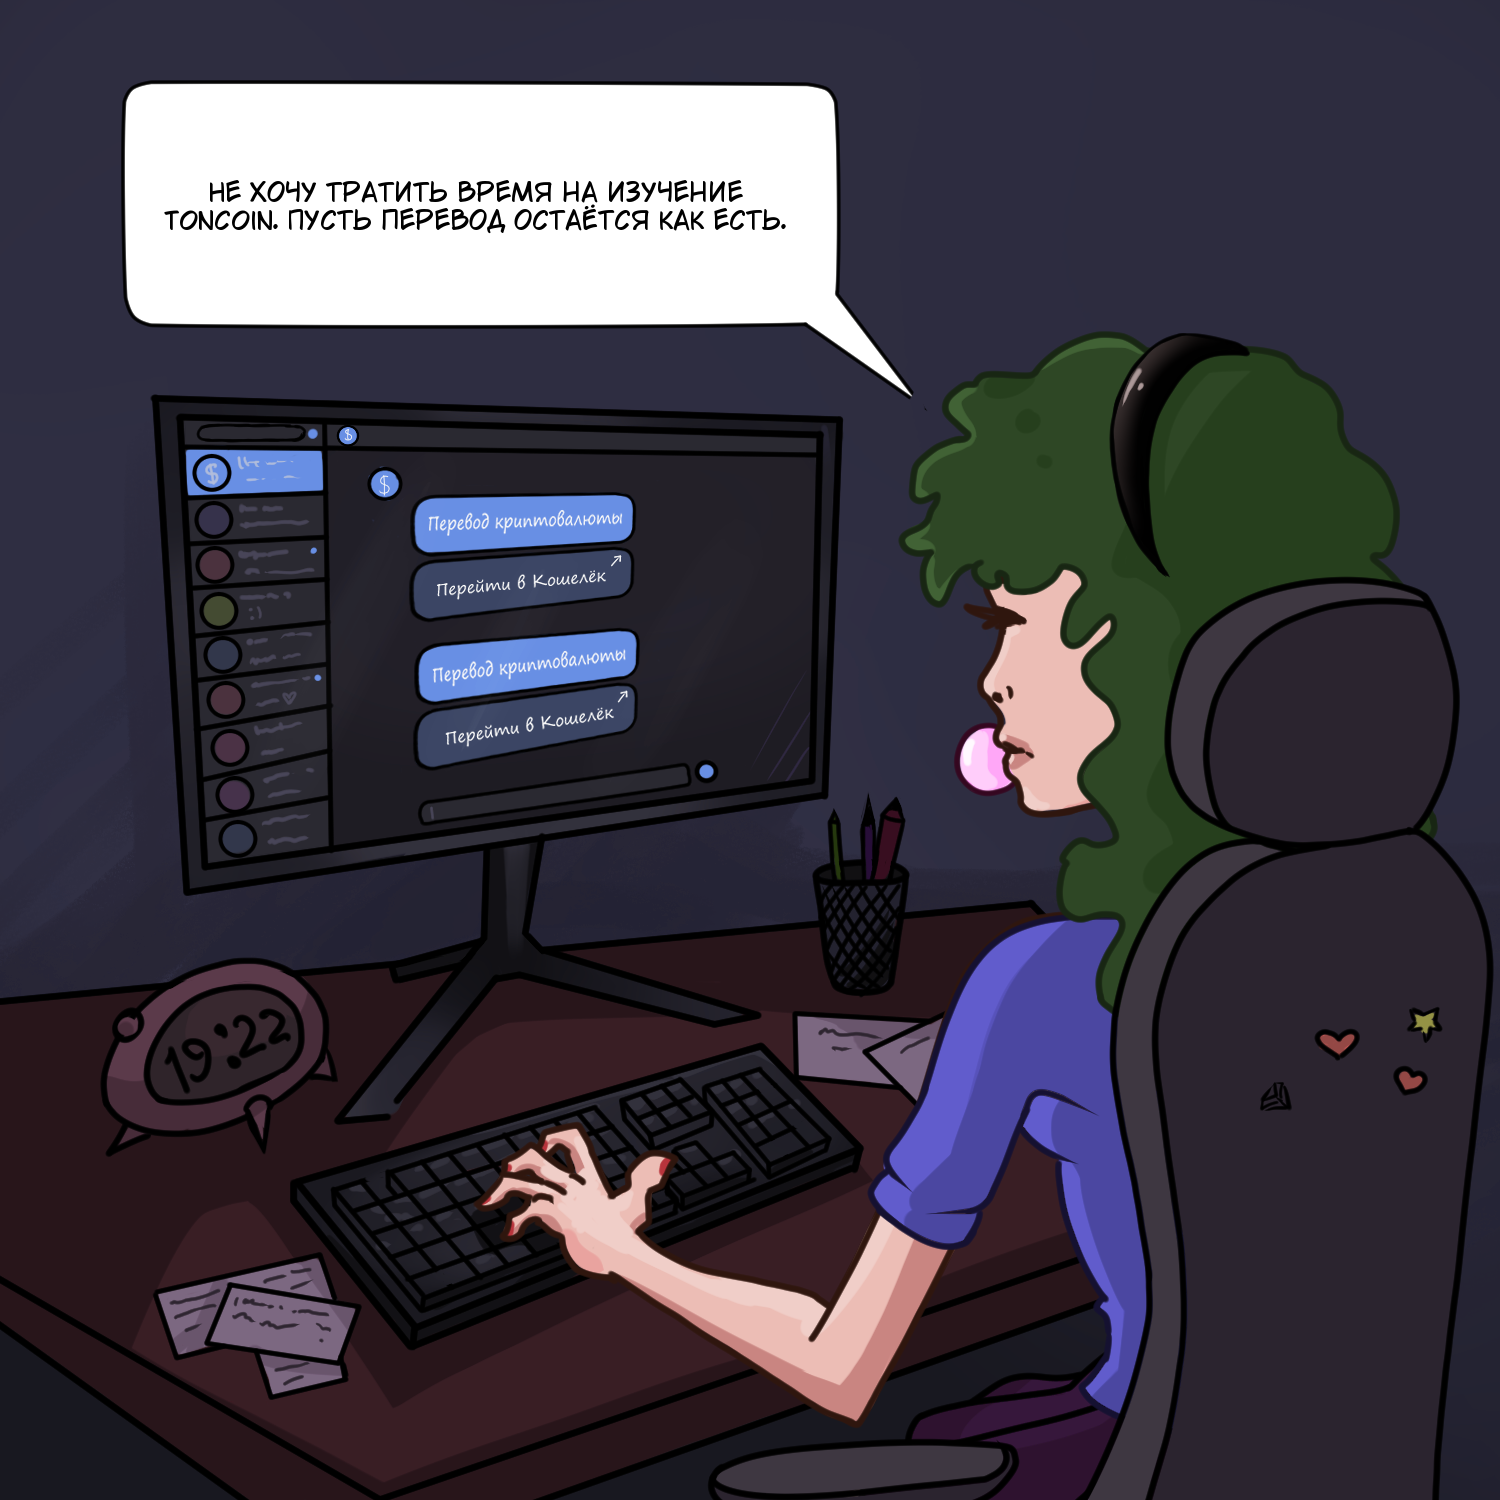 НЕ ХОЧУ ТРАТИТЬ ВРЕМЯ НА ИЗУЧЕНИЕ
TONCOIN. ПУСТЬ ПЕРЕВОД ОСТАЁТСЯ КАК ЕСТЬ.
$
$
$
Перевод криптовалюты
Перейти в Кошелёк
:)
Перевод криптовалюты
Перейти в Кошелёк
19:22